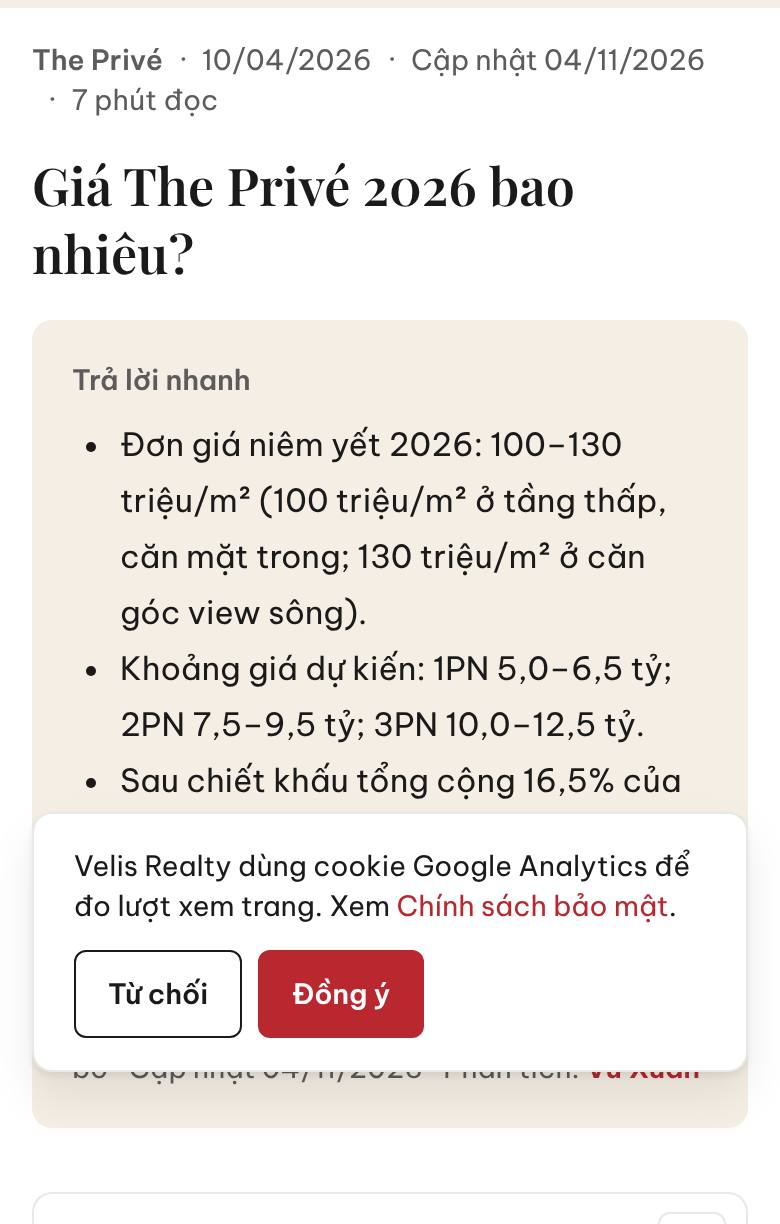 The Privé · 10/04/2026 · Cập nhật 04/11/2026
· 7 phút đọc
Giá The Privé 2026 bao
nhiêu?
Trả lời nhanh
• Đơn giá niêm yết 2026: 100–130
triệu/m² (100 triệu/m² ở tầng thấp,
căn mặt trong; 130 triệu/m² ở căn
góc view sông).
• Khoảng giá dự kiến: 1PN 5,0–6,5 tỷ;
2PN 7,5–9,5 tỷ; 3PN 10,0–12,5 tỷ.
• Sau chiết khấu tổng cộng 16,5% của
Velis Realty dùng cookie Google Analytics để
đo lượt xem trang. Xem Chính sách bảo mật.
Từ chối
Đồng ý
Cập nhật 04/11/2026